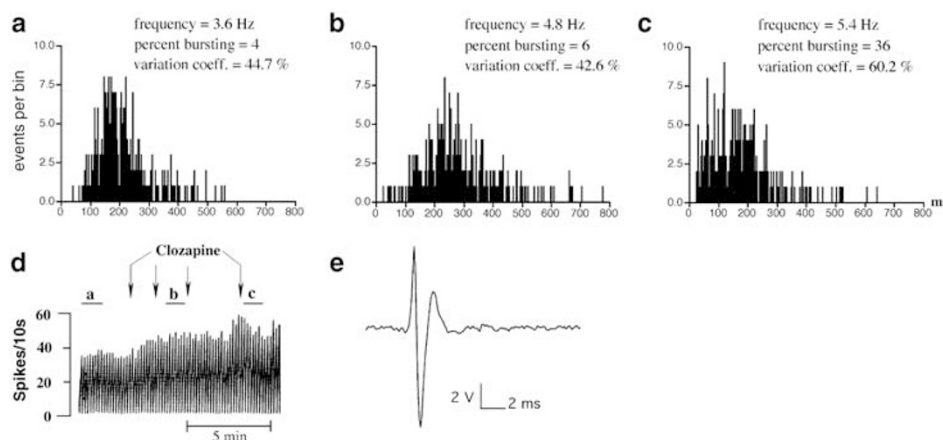 a
frequency = 3.6 Hz
percent bursting = 4
variation coeff. = 44.7 %
events per bin
10.0
7.5
5.0
2.5
0.0
0 100 200 300 400 500 600 700 800
b
frequency = 4.8 Hz
percent bursting = 6
variation coeff. = 42.6 %
10.0
7.5
5.0
2.5
0.0
0 100 200 300 400 500 600 700 800
c
frequency = 5.4 Hz
percent bursting = 36
variation coeff. = 60.2 %
10.0
7.5
5.0
2.5
0.0
0 100 200 300 400 500 600 700 800 m
d
Clozapine
a b c
Spikes/10s
60
40
20
0
5 min
e
2 V
2 ms